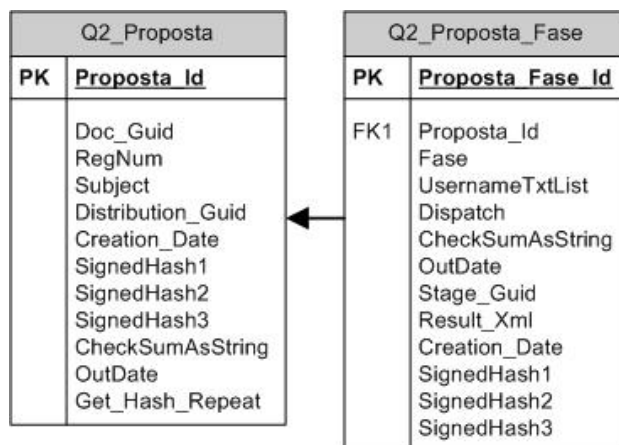 Q2_Proposta
PK Proposta_Id
Doc_Guid
RegNum
Subject
Distribution_Guid
Creation_Date
SignedHash1
SignedHash2
SignedHash3
CheckSumAsString
OutDate
Get_Hash_Repeat
Q2_Proposta_Fase
PK Proposta_Fase_Id
FK1 Proposta_Id
Fase
UsernameTxtList
Dispatch
CheckSumAsString
OutDate
Stage_Guid
Result_Xml
Creation_Date
SignedHash1
SignedHash2
SignedHash3